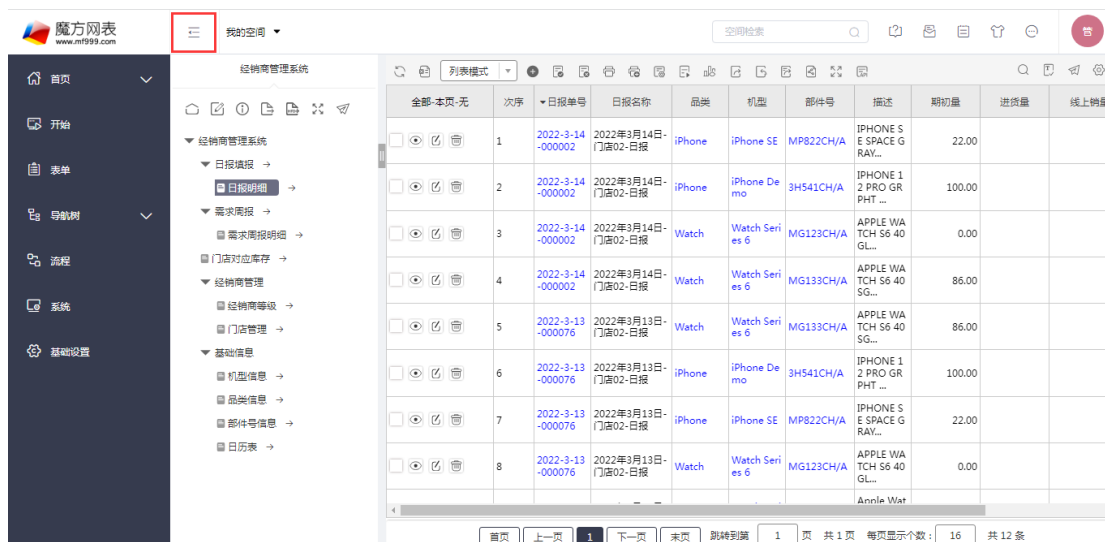 魔方网表
www.mf999.com
我的空间
空间检索
管
首页
开始
表单
导航树
流程
系统
基础设置
经销商管理系统
经销商管理系统
日报填报 →
日报明细 →
需求周报 →
需求周报明细 →
门店对应库存 →
经销商管理
经销商等级 →
门店管理 →
基础信息
机型信息 →
品类信息 →
部件号信息 →
日历表 →
列表模式
全部-本页-无 次序 日报单号 日报名称 品类 机型 部件号 描述 期初量 进货量 线上销量
1 2022-3-14-000002 2022年3月14日-门店02-日报 iPhone iPhone SE MP822CH/A IPHONE SE SPACE GRAY... 22.00
2 2022-3-14-000002 2022年3月14日-门店02-日报 iPhone iPhone Demo 3H541CH/A IPHONE 12 PRO GRPHT ... 100.00
3 2022-3-14-000002 2022年3月14日-门店02-日报 Watch Watch Series 6 MG123CH/A APPLE WATCH S6 40 GL... 0.00
4 2022-3-14-000002 2022年3月14日-门店02-日报 Watch Watch Series 6 MG133CH/A APPLE WATCH S6 40 SG... 86.00
5 2022-3-13-000076 2022年3月13日-门店02-日报 Watch Watch Series 6 MG133CH/A APPLE WATCH S6 40 SG... 86.00
6 2022-3-13-000076 2022年3月13日-门店02-日报 iPhone iPhone Demo 3H541CH/A IPHONE 12 PRO GRPHT ... 100.00
7 2022-3-13-000076 2022年3月13日-门店02-日报 iPhone iPhone SE MP822CH/A IPHONE SE SPACE GRAY... 22.00
8 2022-3-13-000076 2022年3月13日-门店02-日报 Watch Watch Series 6 MG123CH/A APPLE WATCH S6 40 GL... 0.00
Apple Wat
首页 上一页 1 下一页 末页 跳转到第 1 页 共1页 每页显示个数: 16 共12条